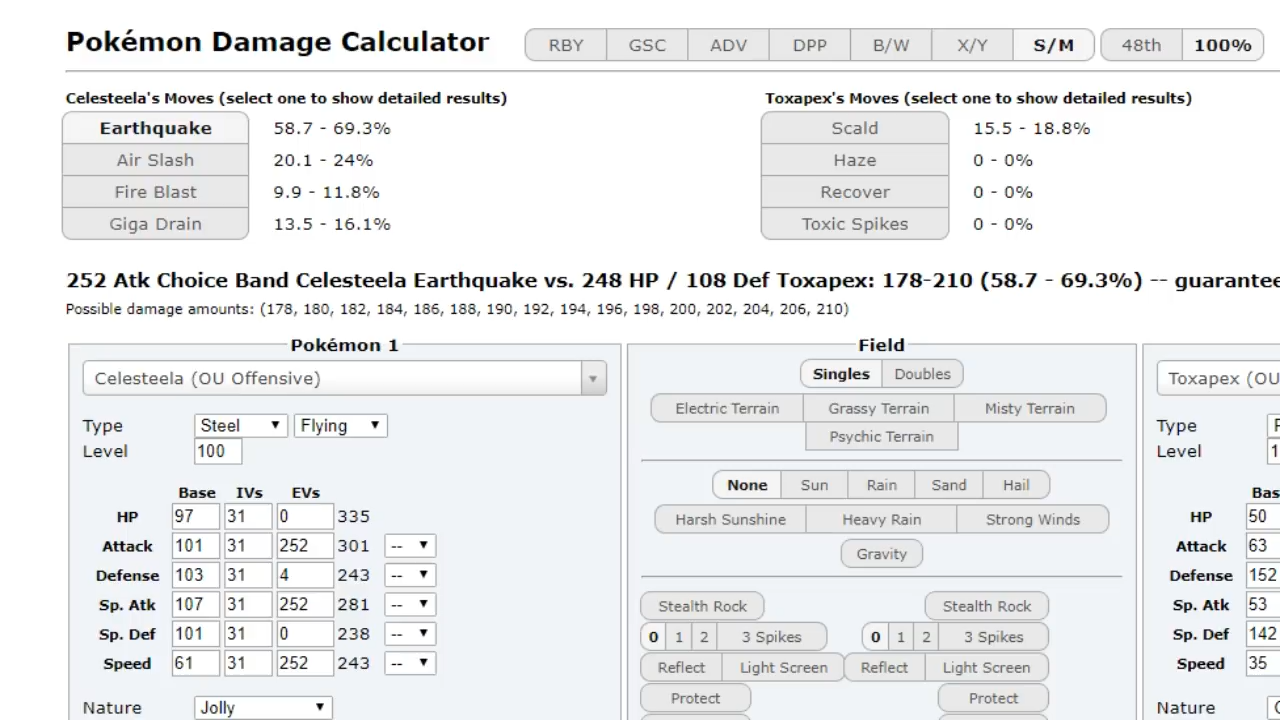 Pokémon Damage Calculator RBY GSC ADV DPP B/W X/Y S/M 48th 100%
Celesteela's Moves (select one to show detailed results) Toxapex's Moves (select one to show detailed results)
Earthquake 58.7 - 69.3% Scald 15.5 - 18.8%
Air Slash 20.1 - 24% Haze 0 - 0%
Fire Blast 9.9 - 11.8% Recover 0 - 0%
Giga Drain 13.5 - 16.1% Toxic Spikes 0 - 0%
252 Atk Choice Band Celesteela Earthquake vs. 248 HP / 108 Def Toxapex: 178-210 (58.7 - 69.3%) --
Possible damage amounts: (178, 180, 182, 184, 186, 188, 190, 192, 194, 196, 198, 200, 202, 204, 206, 210)
Pokémon 1 Field
Celesteela (OU Offensive) Singles Doubles Toxapex (OU
Electric Terrain Grassy Terrain Misty Terrain
Type Steel Flying Psychic Terrain Type
Level 100 Level
None Sun Rain Sand Hail
Base IVs EVs
HP 97 31 0 335 Harsh Sunshine Heavy Rain Strong Winds HP 50
Attack 101 31 252 301 -- Gravity Attack 63
Defense 103 31 4 243 -- Defense 152
Sp. Atk 107 31 252 281 -- Stealth Rock Stealth Rock Sp. Atk 53
Sp. Def 101 31 0 238 -- 0 1 2 3 Spikes 0 1 2 3 Spikes Sp. Def 142
Speed 61 31 252 243 -- Reflect Light Screen Reflect Light Screen Speed 35
Nature Jolly Protect Protect Nature